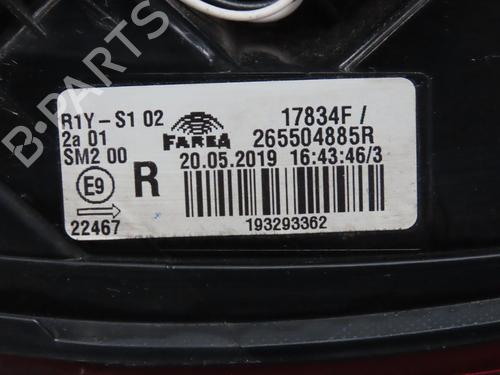 B-PARTS
R1Y-S1 02
2a 01
SM2 00
E9
22467
R
FARBA
17834F /
265504885R
20.05.2019 16:43:46/3
193293362